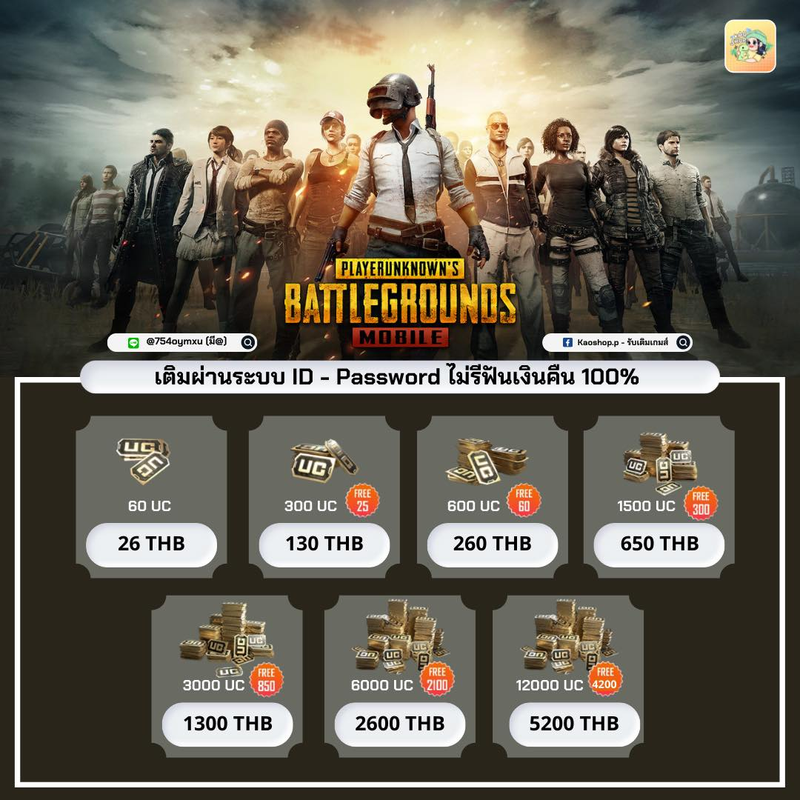 PLAYERUNKNOWN'S
BATTLEGROUNDS
MOBILE
@754oymxu (มี@)
Kaoshop.p - รับเติมเกมส์
เติมผ่านระบบ ID - Password ไม่รีฟันเงินคืน 100%
60 UC
26 THB
300 UC
FREE
25
130 THB
600 UC
FREE
60
260 THB
1500 UC
FREE
300
650 THB
3000 UC
FREE
850
1300 THB
6000 UC
FREE
2100
2600 THB
12000 UC
FREE
4200
5200 THB